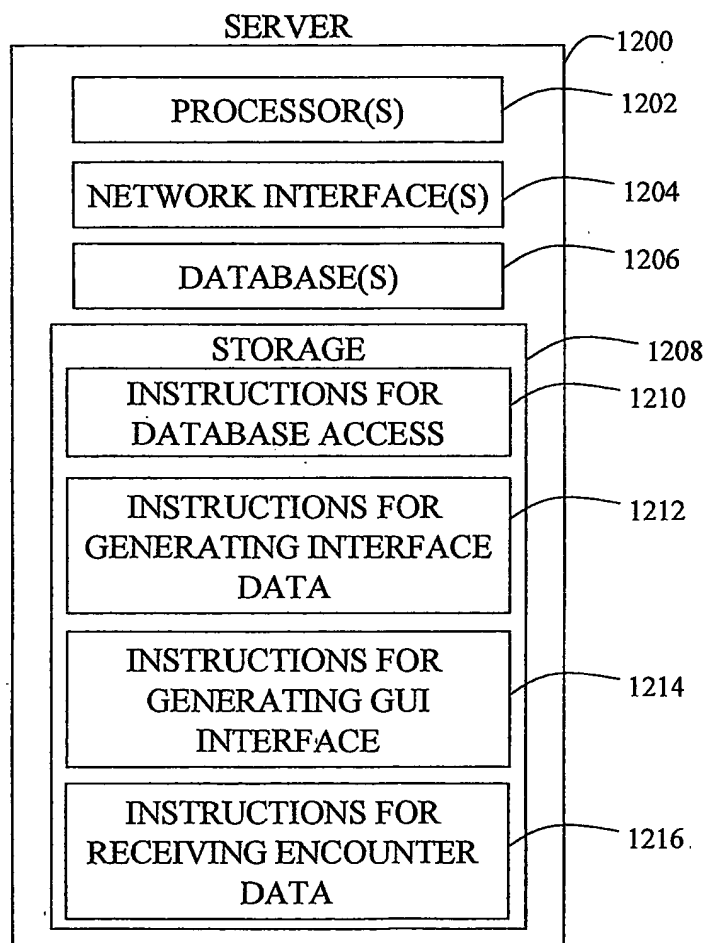 SERVER
1200
PROCESSOR(S)
1202
NETWORK INTERFACE(S)
1204
DATABASE(S)
1206
STORAGE
1208
INSTRUCTIONS FOR
DATABASE ACCESS
1210
INSTRUCTIONS FOR
GENERATING INTERFACE
DATA
1212
INSTRUCTIONS FOR
GENERATING GUI
INTERFACE
1214
INSTRUCTIONS FOR
RECEIVING ENCOUNTER
DATA
1216